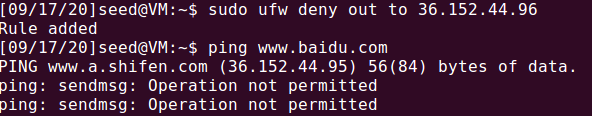 [09/17/20]seed@VM:~$ sudo ufw deny out to 36.152.44.96
Rule added
[09/17/20]seed@VM:~$ ping www.baidu.com
PING www.a.shifen.com (36.152.44.95) 56(84) bytes of data.
ping: sendmsg: Operation not permitted
ping: sendmsg: Operation not permitted